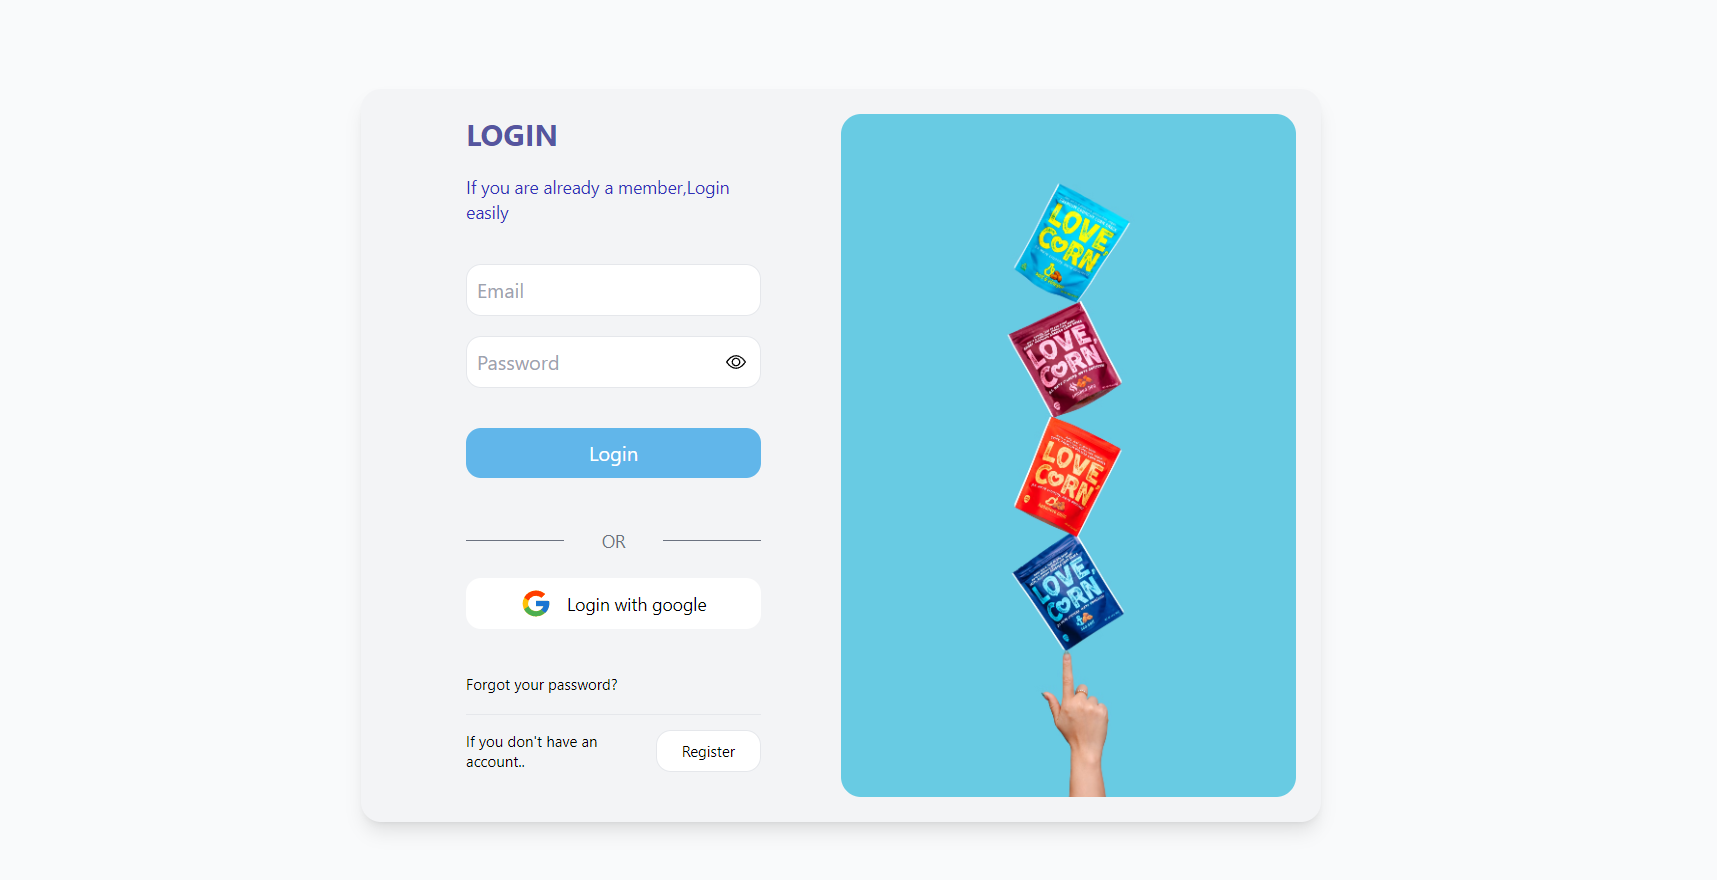 LOGIN
If you are already a member,Login
easily
Email
Password
Login
OR
Login with google
Forgot your password?
If you don't have an
account..
Register
LOVE,
CORN
LOVE,
CORN
LOVE,
CORN
LOVE,
CORN